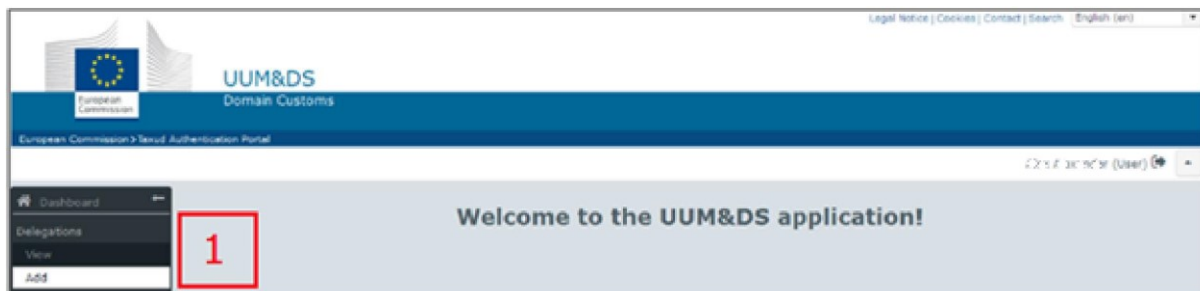 Legal Notice | Cookies | Contact | Search English (en)
UUM&DS
European Commission
Domain Customs
European Commission > Taxud Authentication Portal
(User)
Dashboard
Welcome to the UUM&DS application!
Delegations
1
View
Add